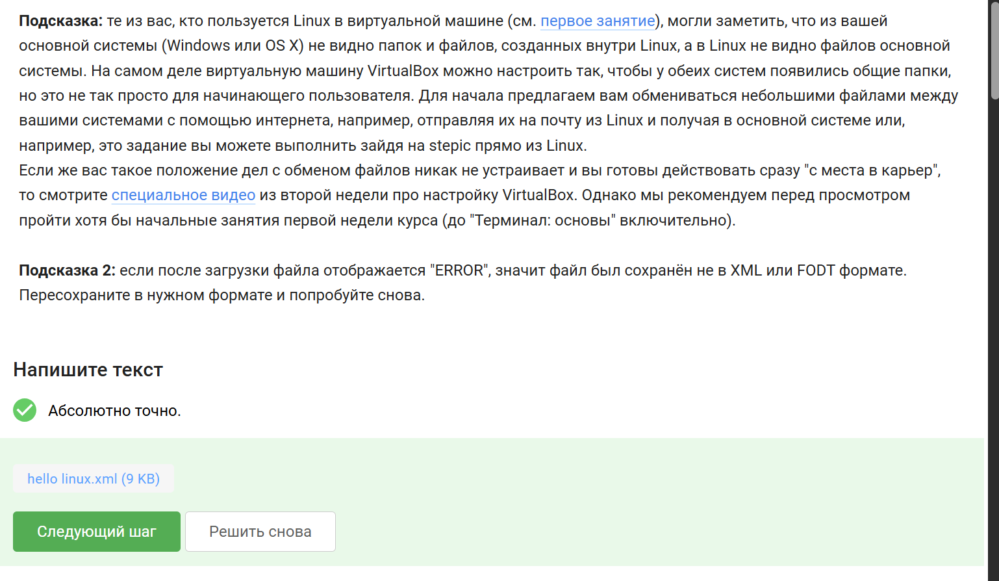 Подсказка: те из вас, кто пользуется Linux в виртуальной машине (см. первое занятие), могли заметить, что из вашей
основной системы (Windows или OS X) не видно папок и файлов, созданных внутри Linux, а в Linux не видно файлов основной
системы. На самом деле виртуальную машину VirtualBox можно настроить так, чтобы у обеих систем появились общие папки,
но это не так просто для начинающего пользователя. Для начала предлагаем вам обмениваться небольшими файлами между
вашими системами с помощью интернета, например, отправляя их на почту из Linux и получая в основной системе или,
например, это задание вы можете выполнить зайдя на stepic прямо из Linux.
Если же вас такое положение дел с обменом файлов никак не устраивает и вы готовы действовать сразу "с места в карьер",
то смотрите специальное видео из второй недели про настройку VirtualBox. Однако мы рекомендуем перед просмотром
пройти хотя бы начальные занятия первой недели курса (до "Терминал: основы" включительно).
Подсказка 2: если после загрузки файла отображается "ERROR", значит файл был сохранён не в XML или FODT формате.
Пересохраните в нужном формате и попробуйте снова.
Напишите текст
Абсолютно точно.
hello linux.xml (9 KB)
Следующий шаг
Решить снова